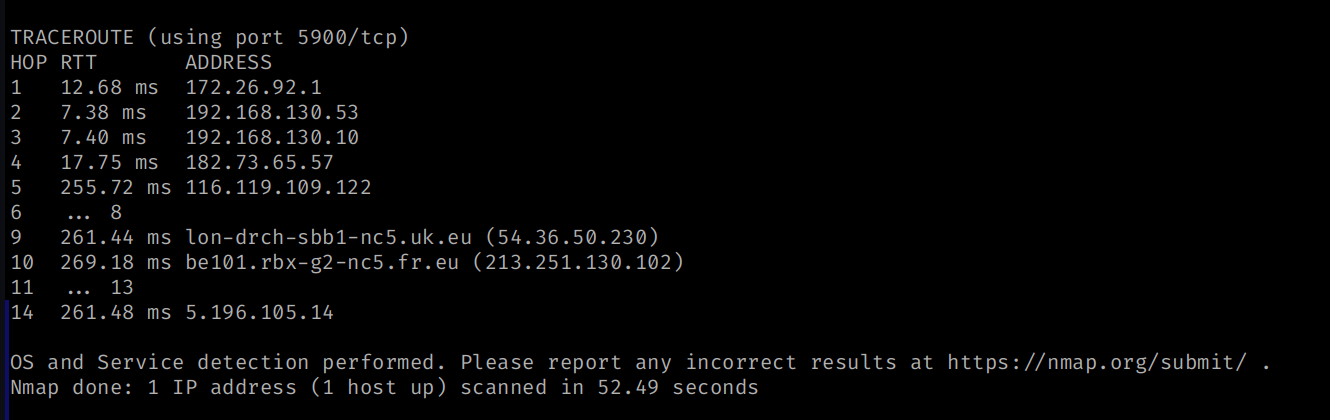 TRACEROUTE (using port 5900/tcp)
HOP RTT       ADDRESS
1   12.68 ms  172.26.92.1
2   7.38 ms   192.168.130.53
3   7.40 ms   192.168.130.10
4   17.75 ms  182.73.65.57
5   255.72 ms 116.119.109.122
6   ... 8
9   261.44 ms lon-drch-sbb1-nc5.uk.eu (54.36.50.230)
10  269.18 ms be101.rbx-g2-nc5.fr.eu (213.251.130.102)
11  ... 13
14  261.48 ms 5.196.105.14
OS and Service detection performed. Please report any incorrect results at https://nmap.org/submit/ .
Nmap done: 1 IP address (1 host up) scanned in 52.49 seconds